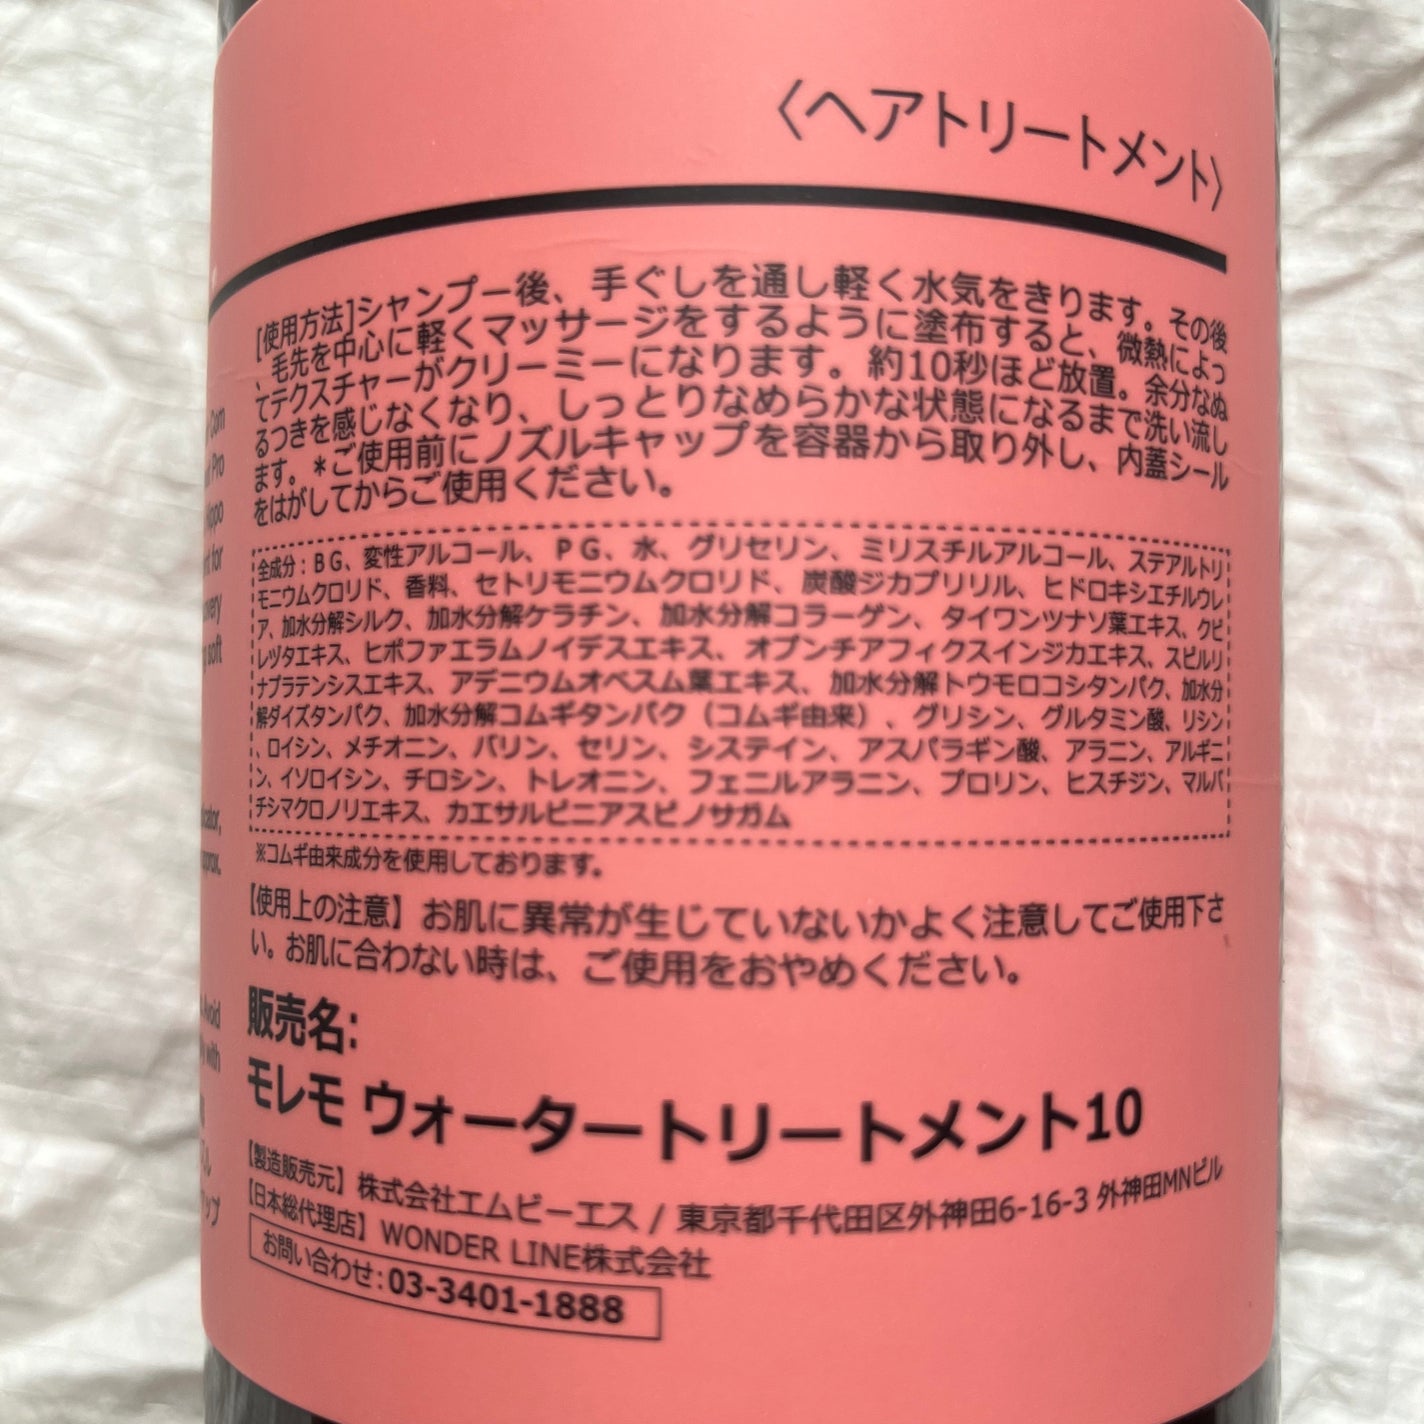 〈ヘアトリートメント〉
[使用方法]シャンプー後、手ぐしを通し軽く水気をきります。その後
、毛先を中心に軽くマッサージをするように塗布すると、微熱によっ
てテクスチャーがクリーミーになります。約10秒ほど放置。余分なぬ
るつきを感じなくなり、しっとりなめらかな状態になるまで洗い流し
ます。＊ご使用前にノズルキャップを容器から取り外し、内蓋シール
をはがしてからご使用ください。
全成分：BG、変性アルコール、PG、水、グリセリン、ミリスチルアルコール、ステアルトリ
モニウムクロリド、香料、セトリモニウムクロリド、炭酸ジカプリリル、ヒドロキシエチルウレ
ア、加水分解シルク、加水分解ケラチン、加水分解コラーゲン、タイワンツナソ葉エキス、クビ
レヅタエキス、ヒポファエラムノイデスエキス、オプンチアフィクスインジカエキス、スピルリ
ナプラテンシスエキス、アデニウムオベスム葉エキス、加水分解トウモロコシタンパク、加水分
解ダイズタンパク、加水分解コムギタンパク（コムギ由来）、グリシン、グルタミン酸、リシン
、ロイシン、メチオニン、バリン、セリン、システイン、アスパラギン酸、アラニン、アルギニ
ン、イソロイシン、チロシン、トレオニン、フェニルアラニン、プロリン、ヒスチジン、マルバ
チシマクロノリエキス、カエサルピニアスピノサガム
※コムギ由来成分を使用しております。
【使用上の注意】お肌に異常が生じていないかよく注意してご使用下さ
い。お肌に合わない時は、ご使用をおやめください。
販売名:
モレモ ウォータートリートメント10
【製造販売元】株式会社エムビーエス / 東京都千代田区外神田6-16-3 外神田MNビル
【日本総代理店】WONDER LINE株式会社
お問い合わせ：03-3401-1888